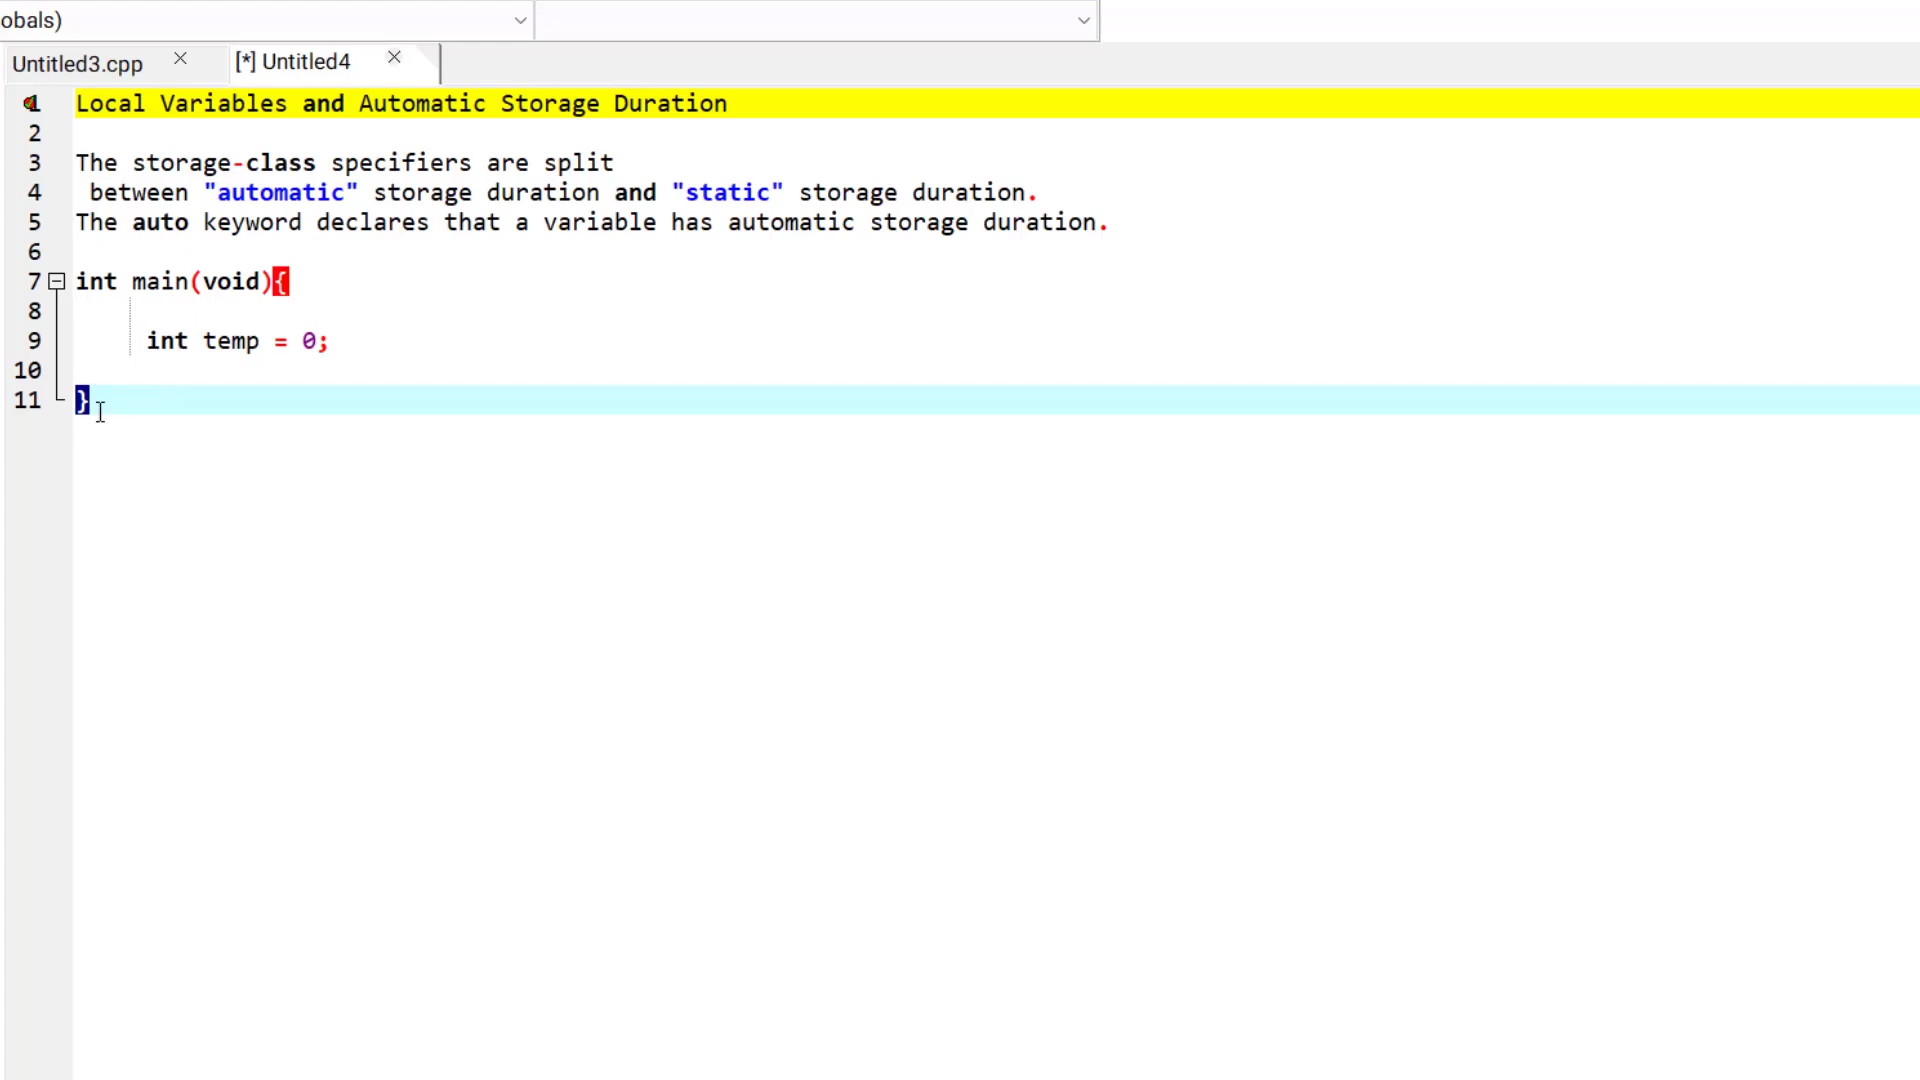 obals)
Untitled3.cpp
[*] Untitled4
1 Local Variables and Automatic Storage Duration
2
3 The storage-class specifiers are split
4 between "automatic" storage duration and "static" storage duration.
5 The auto keyword declares that a variable has automatic storage duration.
6
7 int main(void){
8
9 int temp = 0;
10
11 }